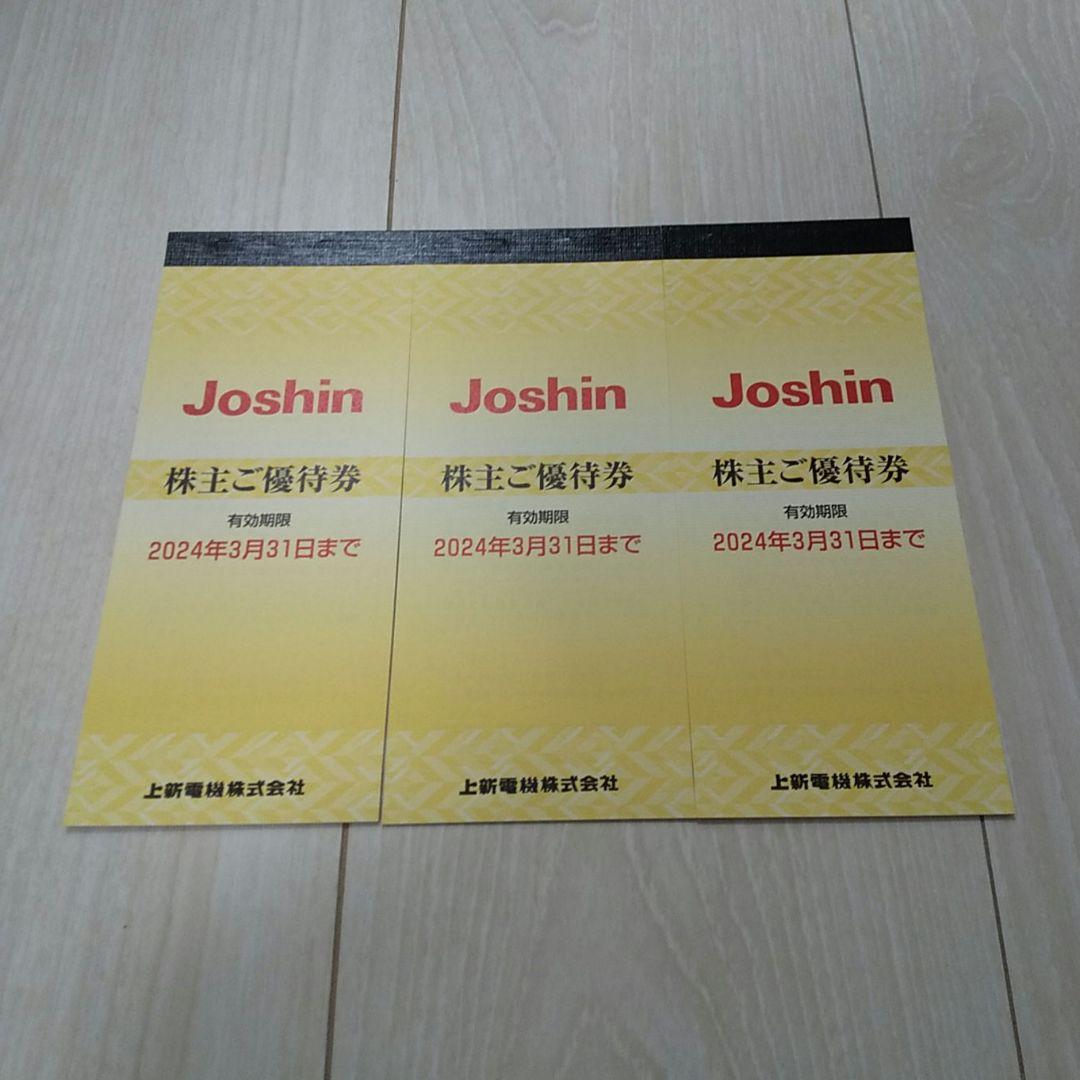 Joshin
株主ご優待券
有効期限
2024年3月31日まで
上新電機株式会社
Joshin
株主ご優待券
有効期限
2024年3月31日まで
上新電機株式会社
Joshin
株主ご優待券
有効期限
2024年3月31日まで
上新電機株式会社